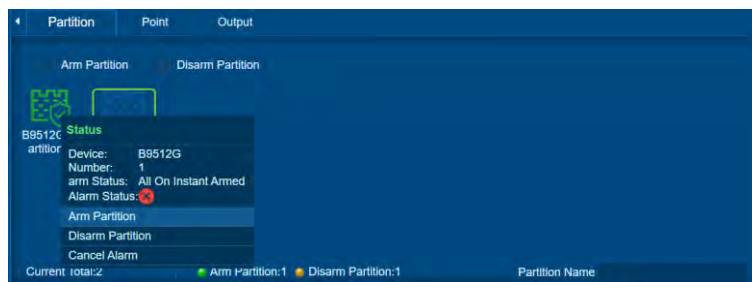 Partition Point Output
Arm Partition Disarm Partition
B9512G
artition
Status
Device: B9512G
Number: 1
arm Status: All On Instant Armed
Alarm Status:
Arm Partition
Disarm Partition
Cancel Alarm
Current Total:2 Arm Partition:1 Disarm Partition:1 Partition Name